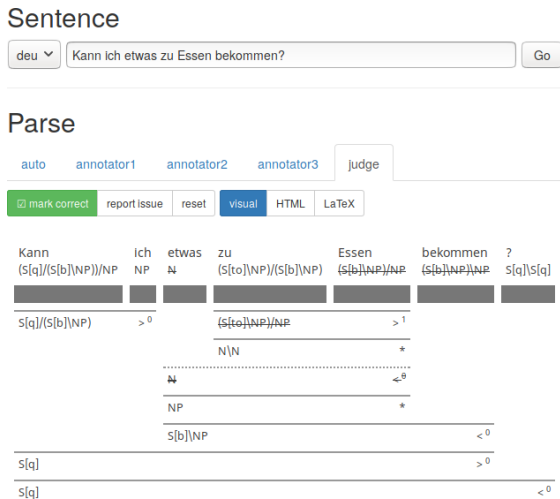 Sentence
deu Kann ich etwas zu Essen bekommen? Go
Parse
auto annotator1 annotator2 annotator3 judge
☑ mark correct report issue reset visual HTML LaTeX
Kann ich etwas zu Essen bekommen ?
(S[q]/(S[b]\NP))/NP NP N (S[to]\NP)/(S[b]\NP) (S[b]\NP)/NP (S[b]\NP)\NP S[q]\S[q]
S[q]/(S[b]\NP) > 0 (S[to]\NP)/NP > 1
N\N *
N < 0
NP *
S[b]\NP < 0
S[q] > 0
S[q] < 0